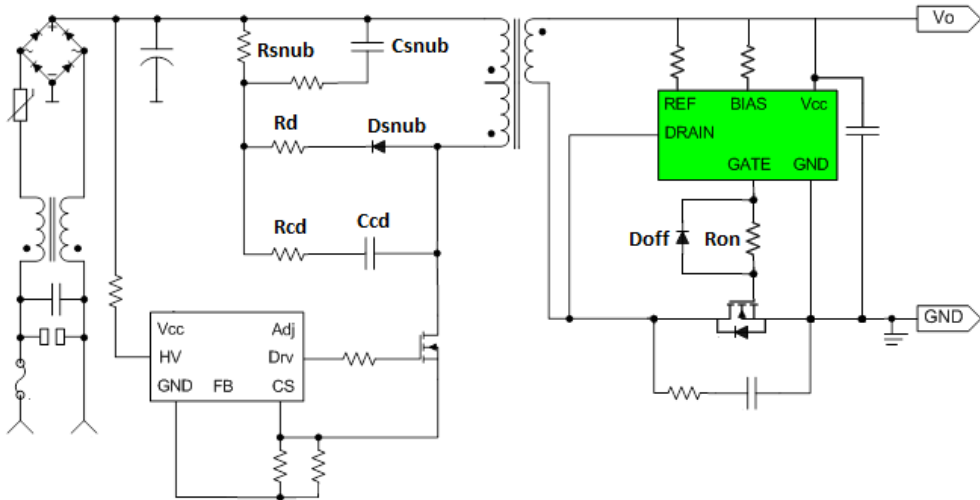 Vo
Rsnub
Csnub
REF BIAS Vcc
Rd
Dsnub
DRAIN
GATE GND
Rcd
Ccd
Doff
Ron
GND
Vcc Adj
HV Drv
GND FB CS